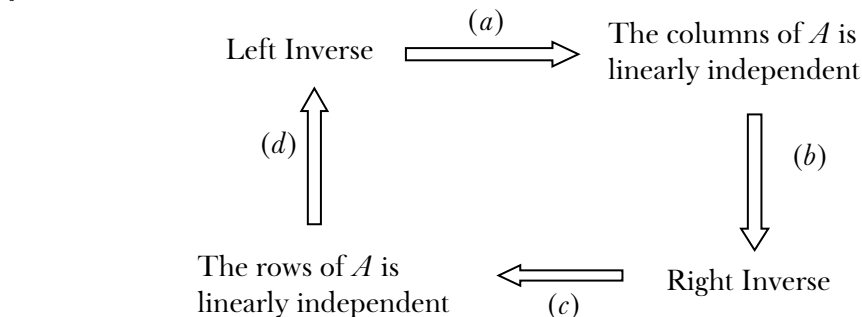 (a)
Left Inverse
The columns of A is
linearly independent
(d)
(b)
The rows of A is
linearly independent
Right Inverse
(c)